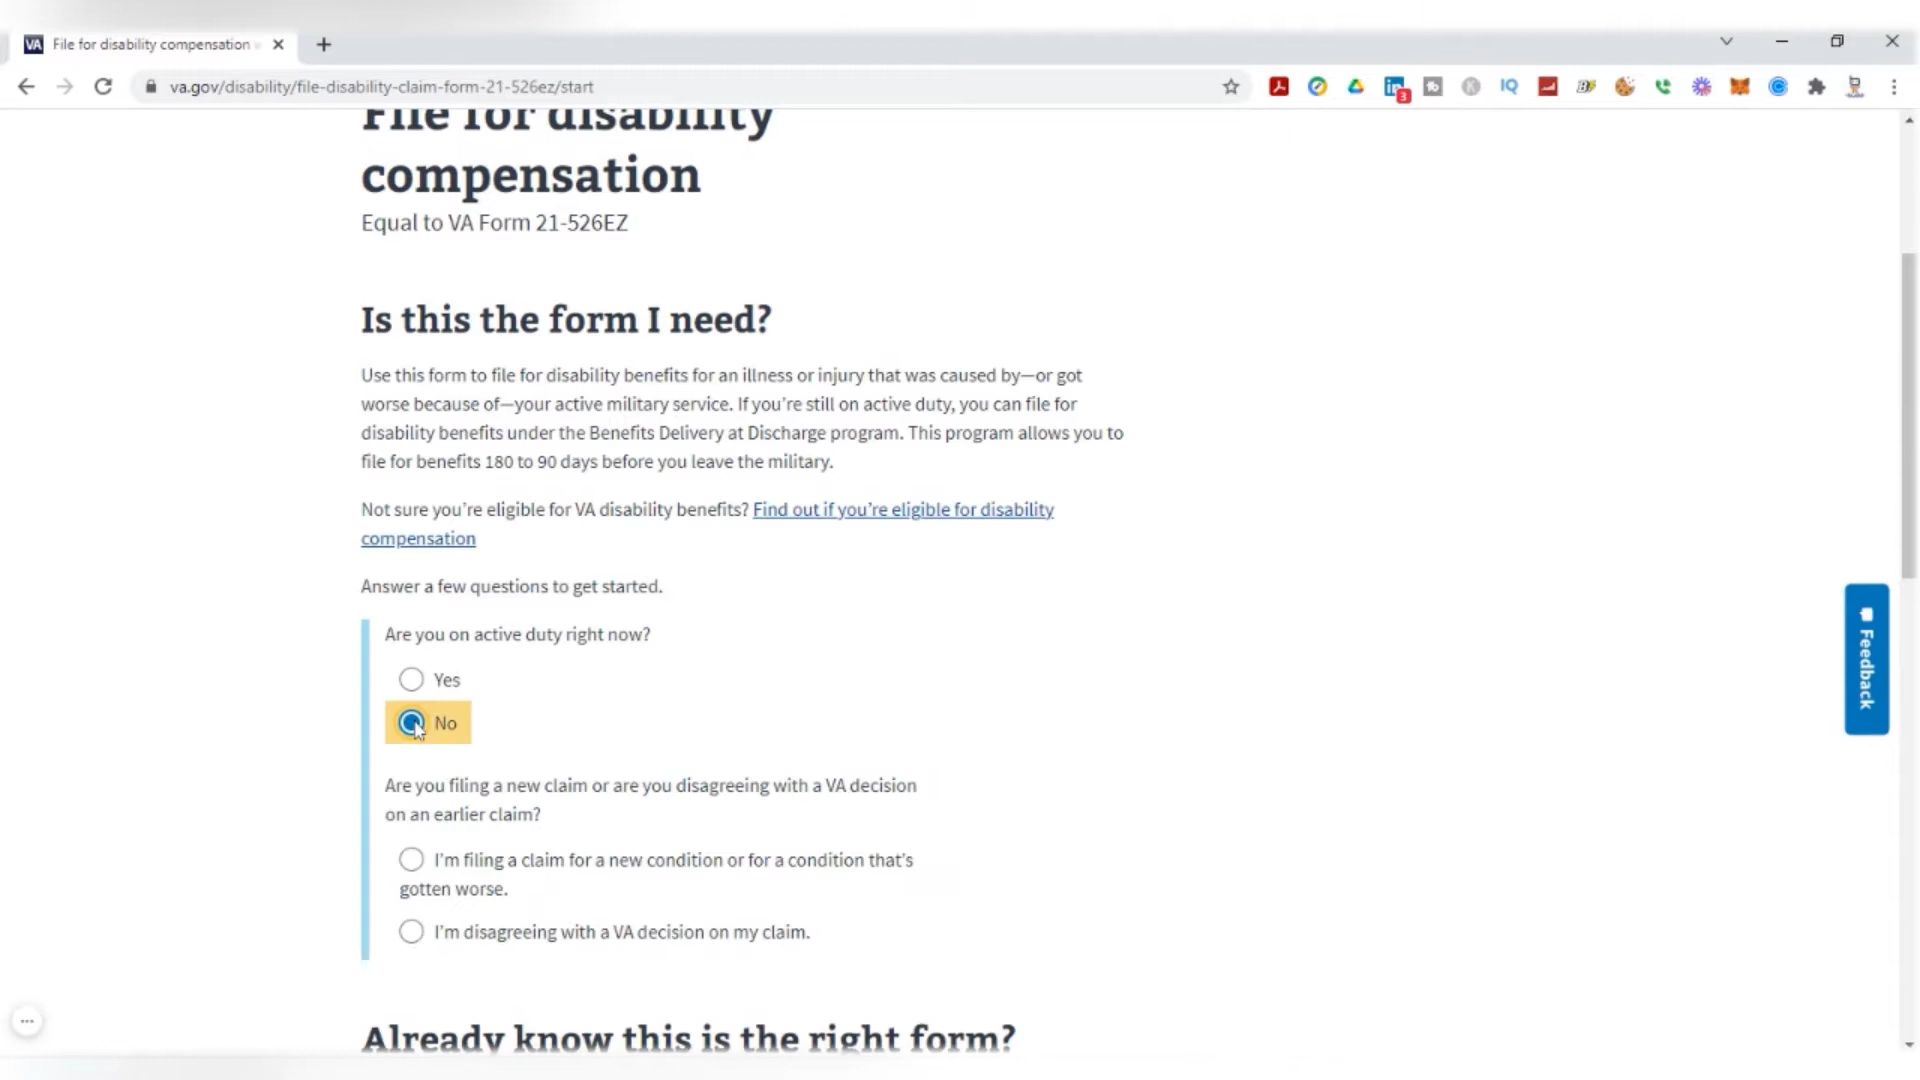 VA File for disability compensation
va.gov/disability/file-disability-claim-form-21-526ez/start
3
IQ
File for disability
compensation
Equal to VA Form 21-526EZ
Is this the form I need?
Use this form to file for disability benefits for an illness or injury that was caused by—or got
worse because of—your active military service. If you’re still on active duty, you can file for
disability benefits under the Benefits Delivery at Discharge program. This program allows you to
file for benefits 180 to 90 days before you leave the military.
Not sure you’re eligible for VA disability benefits? Find out if you’re eligible for disability
compensation
Answer a few questions to get started.
Are you on active duty right now?
Yes
No
Are you filing a new claim or are you disagreeing with a VA decision
on an earlier claim?
I’m filing a claim for a new condition or for a condition that’s
gotten worse.
I’m disagreeing with a VA decision on my claim.
Feedback
Already know this is the right form?